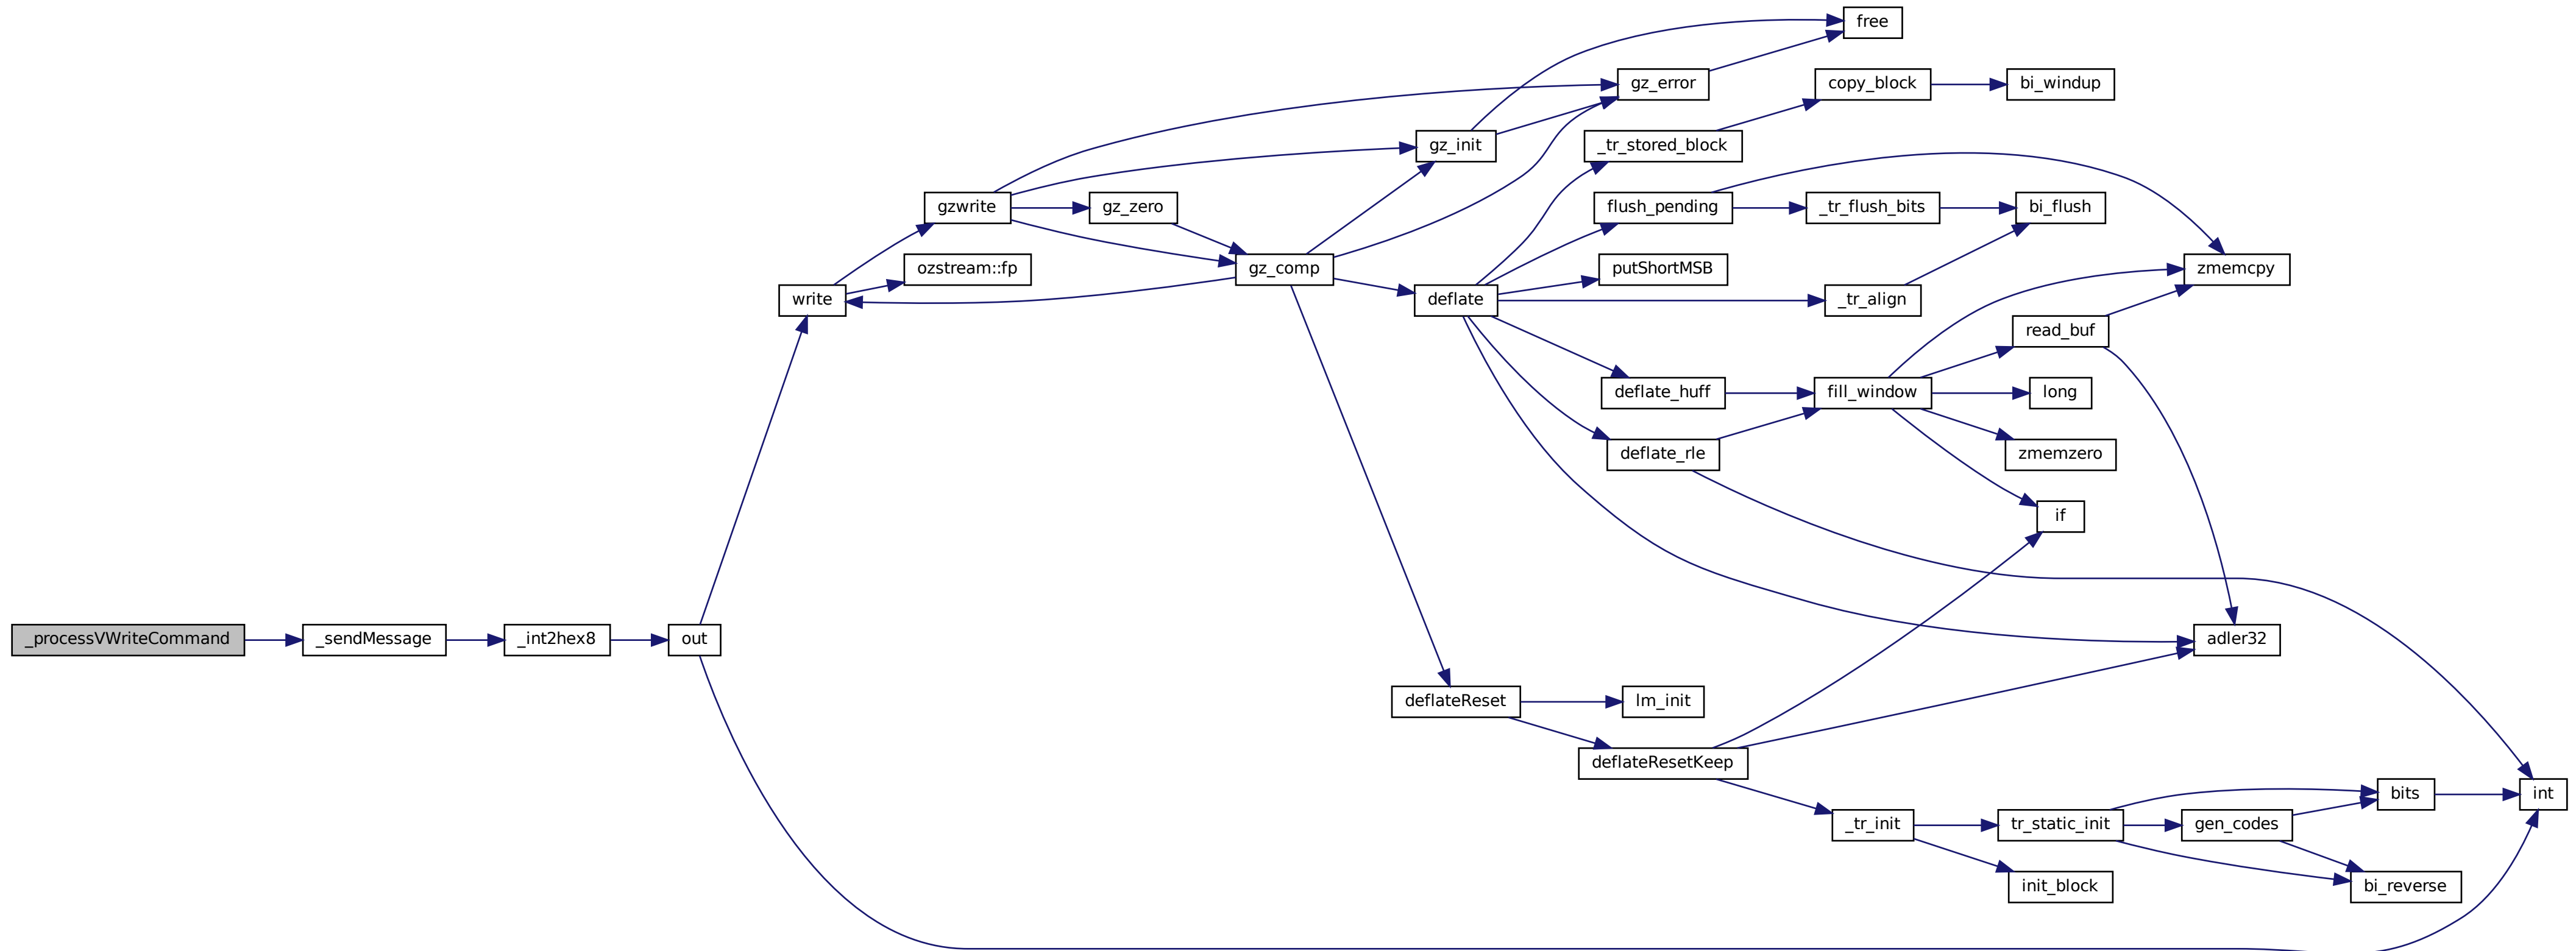 free
gz_error
copy_block
bi_windup
gz_init
_tr_stored_block
gzwrite
gz_zero
flush_pending
_tr_flush_bits
bi_flush
ozstream::fp
gz_comp
putShortMSB
zmemcpy
write
deflate
_tr_align
read_buf
deflate_huff
fill_window
long
deflate_rle
zmemzero
if
_processVWriteCommand
_sendMessage
_int2hex8
out
adler32
deflateReset
lm_init
deflateResetKeep
bits
int
_tr_init
tr_static_init
gen_codes
init_block
bi_reverse